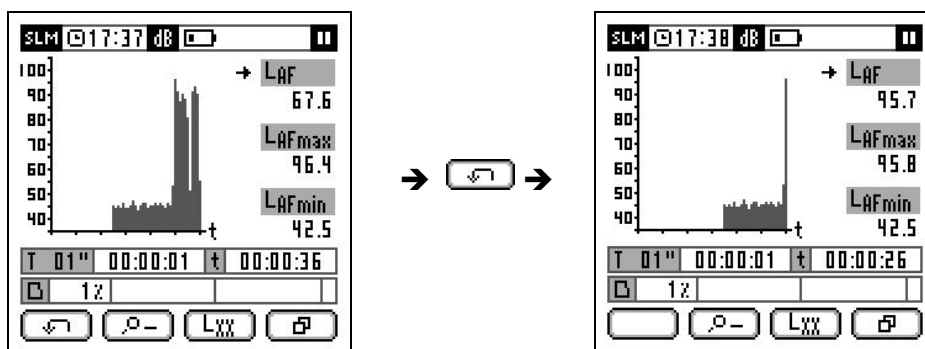 SLM 17:37 dB
100
90
80
70
60
50
40
t
LAF
67.6
LAFmax
96.4
LAFmin
42.5
T 01" 00:00:01 t 00:00:36
1%
LXX
SLM 17:38 dB
100
90
80
70
60
50
40
t
LAF
95.7
LAFmax
95.8
LAFmin
42.5
T 01" 00:00:01 t 00:00:26
1%
LXX